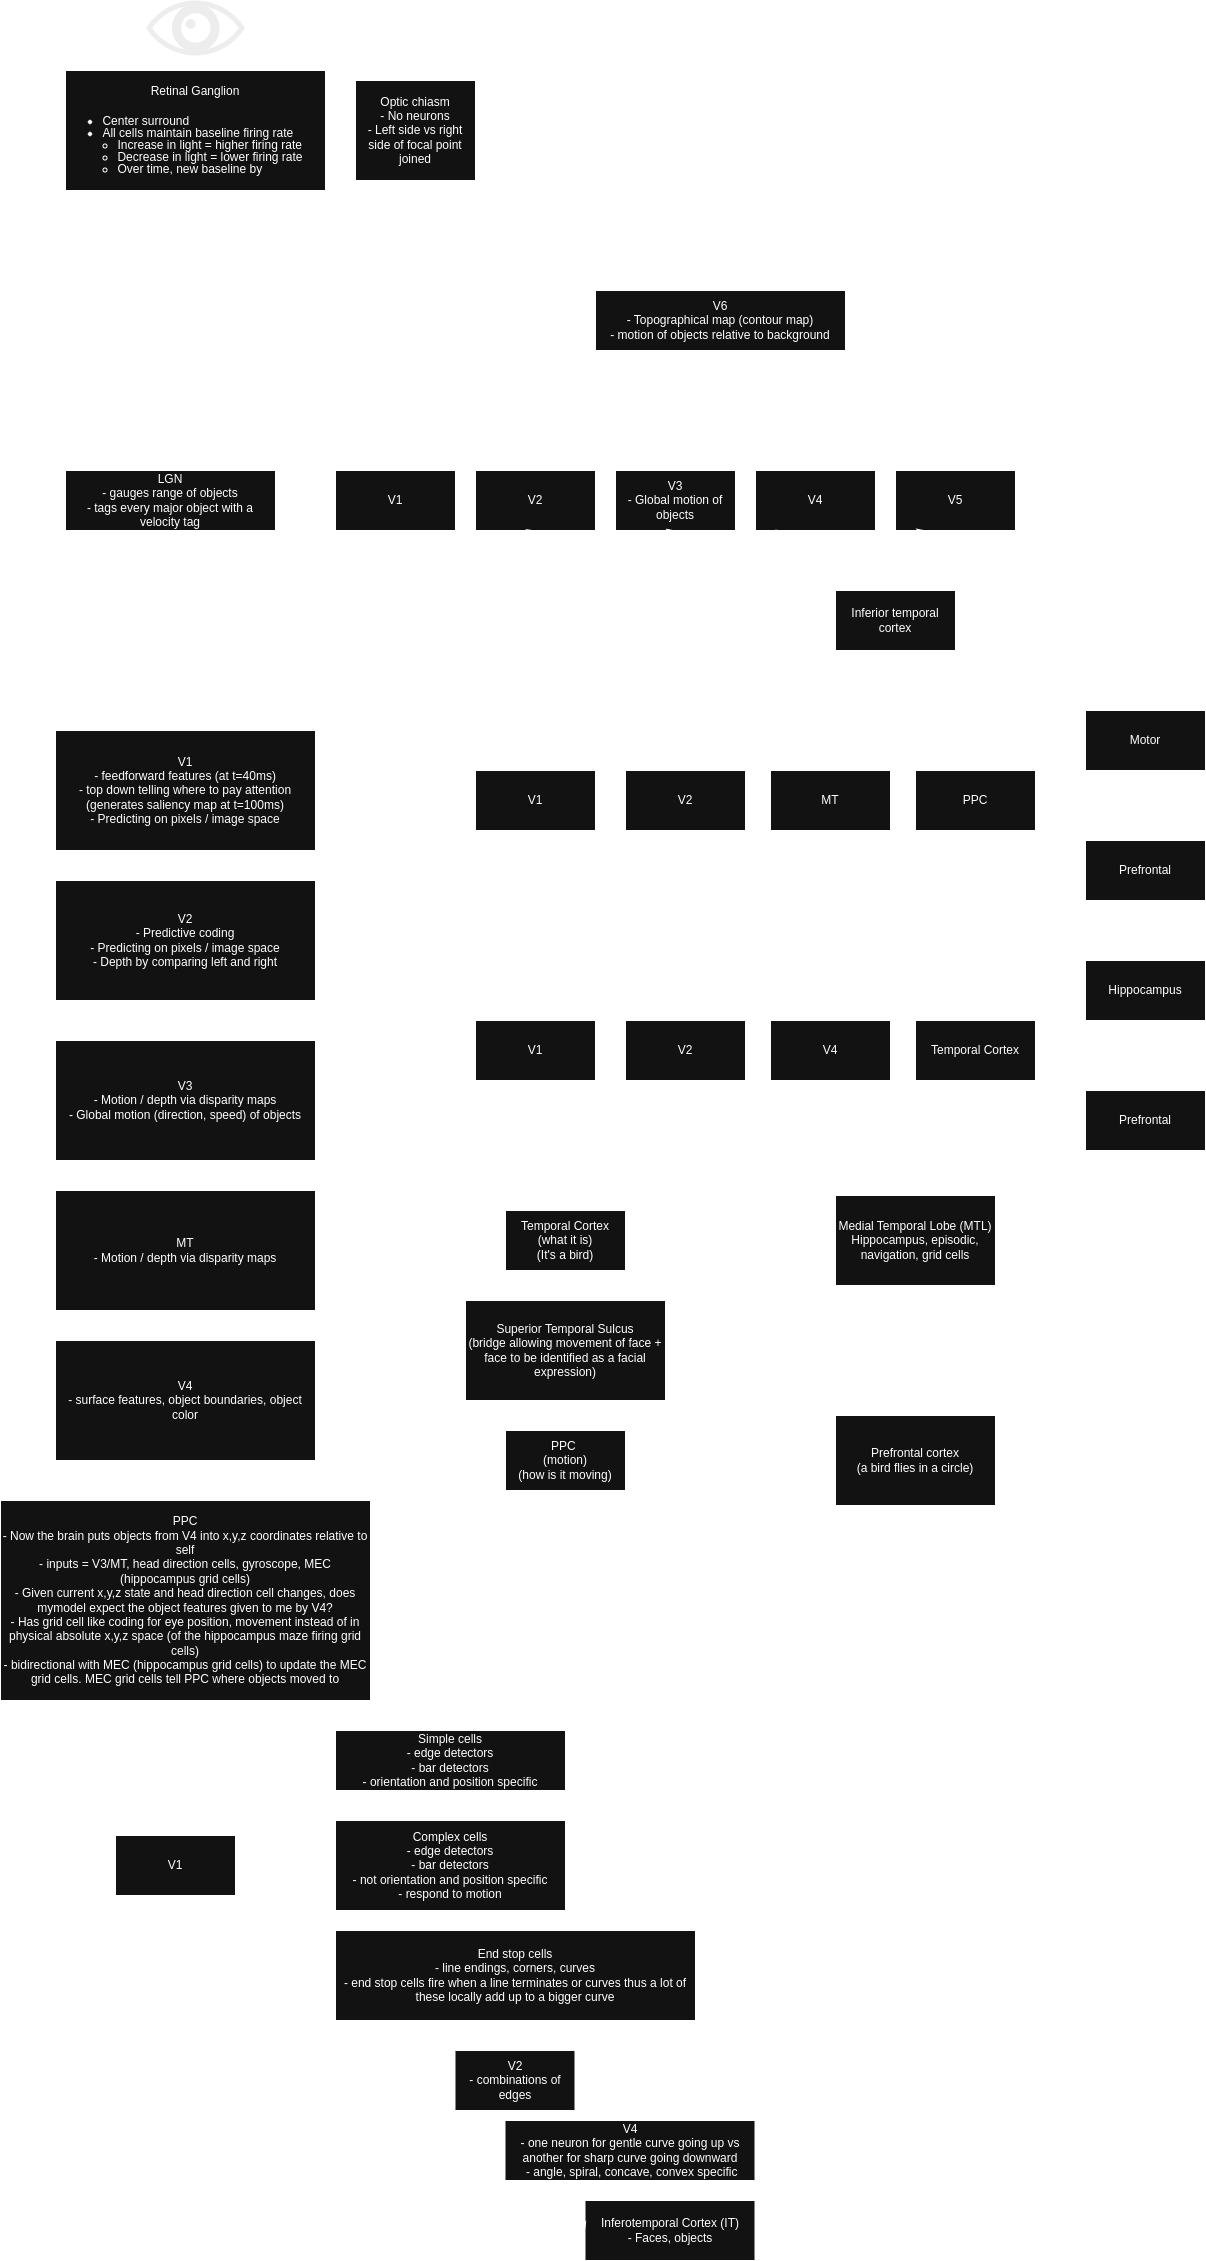 Retinal Ganglion
Center surround
All cells maintain baseline firing rate
Increase in light = higher firing rate
Decrease in light = lower firing rate
Over time, new baseline by
Optic chiasm
- No neurons
- Left side vs right
side of focal point
joined
V6
- Topographical map (contour map)
- motion of objects relative to background
LGN
- gauges range of objects
- tags every major object with a
velocity tag
V1
V2
V3
- Global motion of
objects
V4
V5
Inferior temporal
cortex
Motor
V1
- feedforward features (at t=40ms)
- top down telling where to pay attention
(generates saliency map at t=100ms)
- Predicting on pixels / image space
V1
V2
MT
PPC
Prefrontal
V2
- Predictive coding
- Predicting on pixels / image space
- Depth by comparing left and right
Hippocampus
V1
V2
V4
Temporal Cortex
V3
- Motion / depth via disparity maps
- Global motion (direction, speed) of objects
Prefrontal
MT
- Motion / depth via disparity maps
Temporal Cortex
(what it is)
(It's a bird)
Medial Temporal Lobe (MTL)
Hippocampus, episodic,
navigation, grid cells
Superior Temporal Sulcus
(bridge allowing movement of face +
face to be identified as a facial
expression)
V4
- surface features, object boundaries, object
color
PPC
(motion)
(how is it moving)
Prefrontal cortex
(a bird flies in a circle)
PPC
- Now the brain puts objects from V4 into x,y,z coordinates relative to
self
- inputs = V3/MT, head direction cells, gyroscope, MEC
(hippocampus grid cells)
- Given current x,y,z state and head direction cell changes, does
mymodel expect the object features given to me by V4?
- Has grid cell like coding for eye position, movement instead of in
physical absolute x,y,z space (of the hippocampus maze firing grid
cells)
- bidirectional with MEC (hippocampus grid cells) to update the MEC
grid cells. MEC grid cells tell PPC where objects moved to
Simple cells
- edge detectors
- bar detectors
- orientation and position specific
V1
Complex cells
- edge detectors
- bar detectors
- not orientation and position specific
- respond to motion
End stop cells
- line endings, corners, curves
- end stop cells fire when a line terminates or curves thus a lot of
these locally add up to a bigger curve
V2
- combinations of
edges
V4
- one neuron for gentle curve going up vs
another for sharp curve going downward
- angle, spiral, concave, convex specific
Inferotemporal Cortex (IT)
- Faces, objects